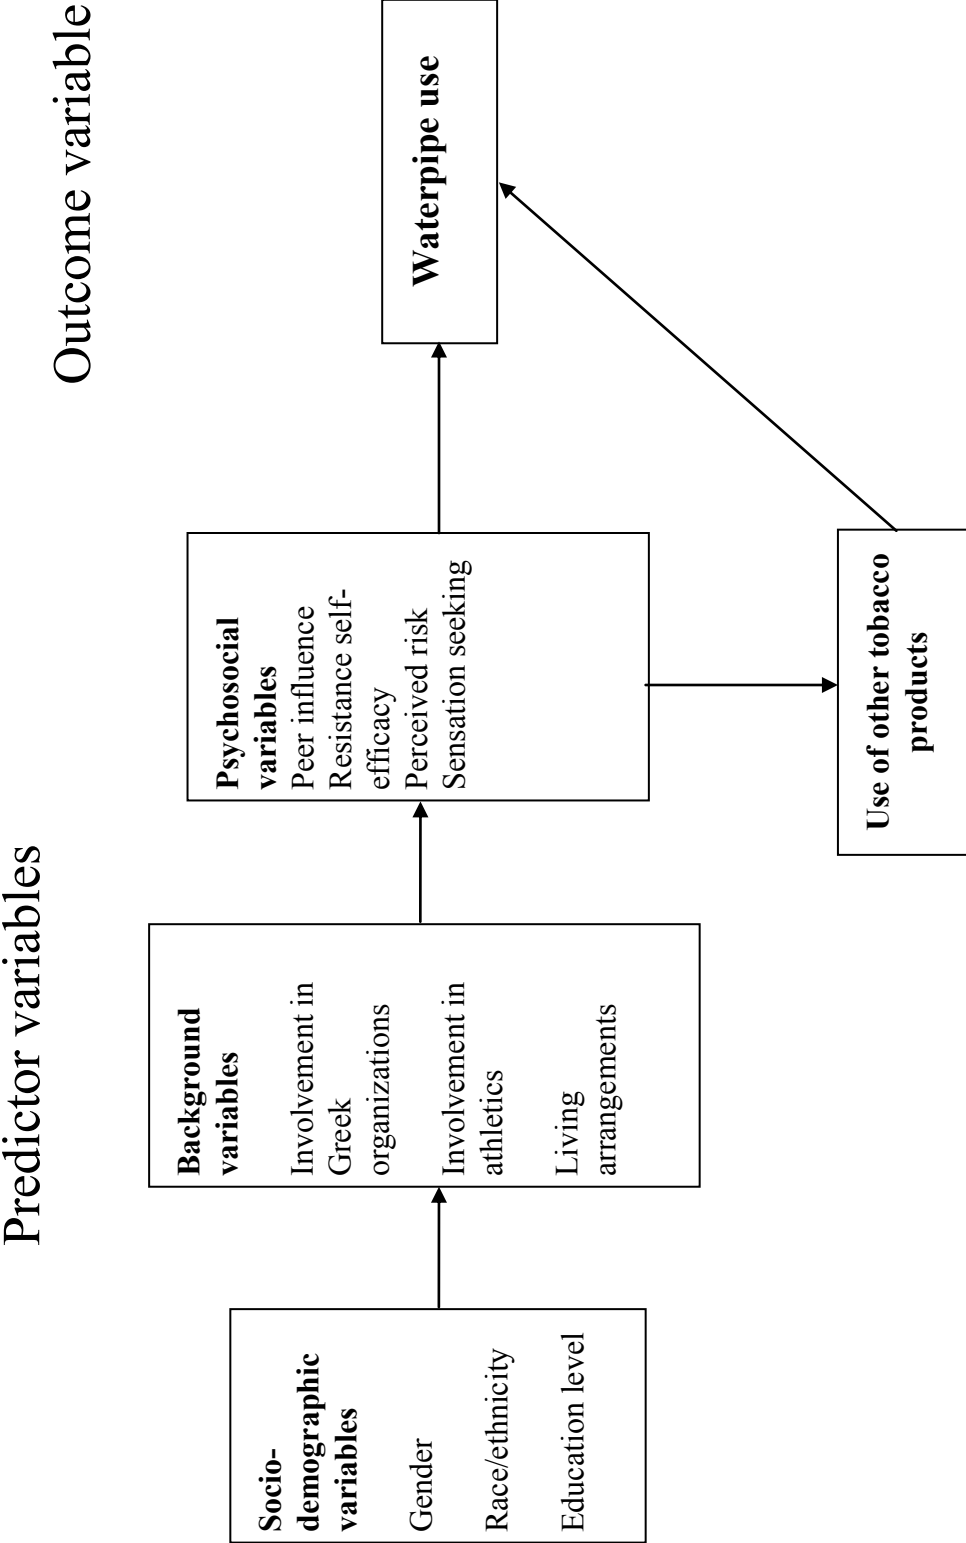 Predictor variables
Outcome variable
Socio-
demographic
variables
Gender
Race/ethnicity
Education level
Background
variables
Involvement in
Greek
organizations
Involvement in
athletics
Living
arrangements
Psychosocial
variables
Peer influence
Resistance self-
efficacy
Perceived risk
Sensation seeking
Waterpipe use
Use of other tobacco
products